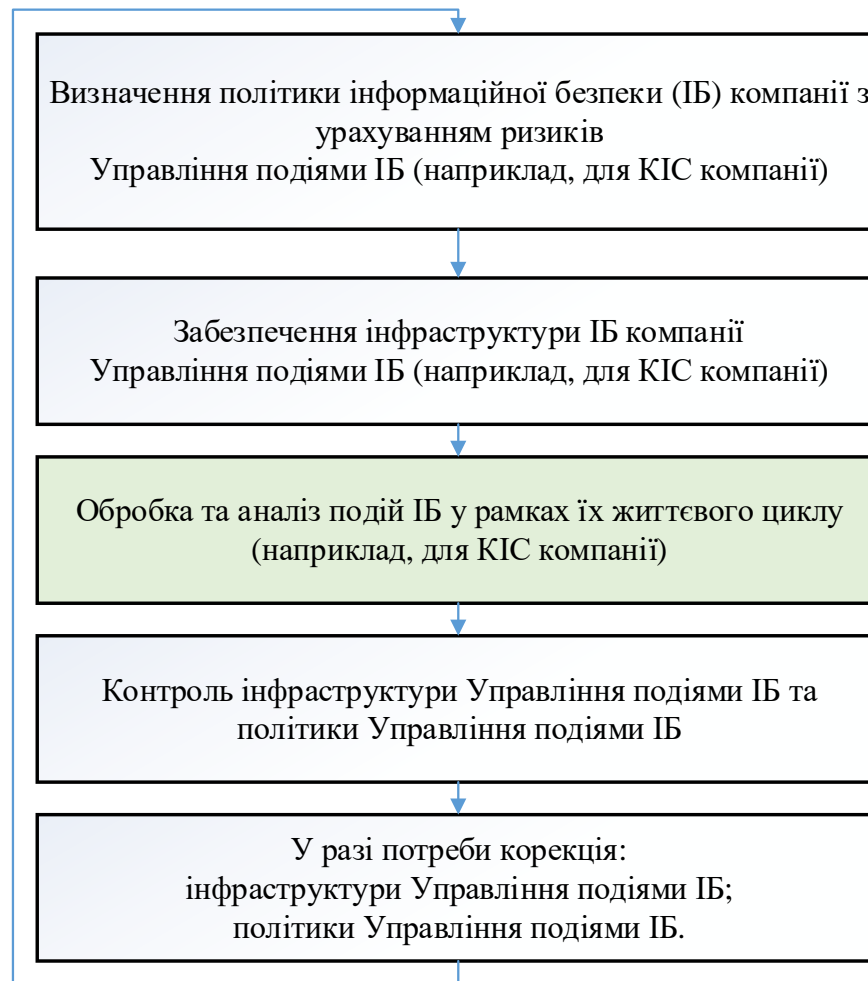 Визначення політики інформаційної безпеки (ІБ) компанії з
урахуванням ризиків
Управління подіями ІБ (наприклад, для КІС компанії)
Забезпечення інфраструктури ІБ компанії
Управління подіями ІБ (наприклад, для КІС компанії)
Обробка та аналіз подій ІБ у рамках їх життєвого циклу
(наприклад, для КІС компанії)
Контроль інфраструктури Управління подіями ІБ та
політики Управління подіями ІБ
У разі потреби корекція:
інфраструктури Управління подіями ІБ;
політики Управління подіями ІБ.